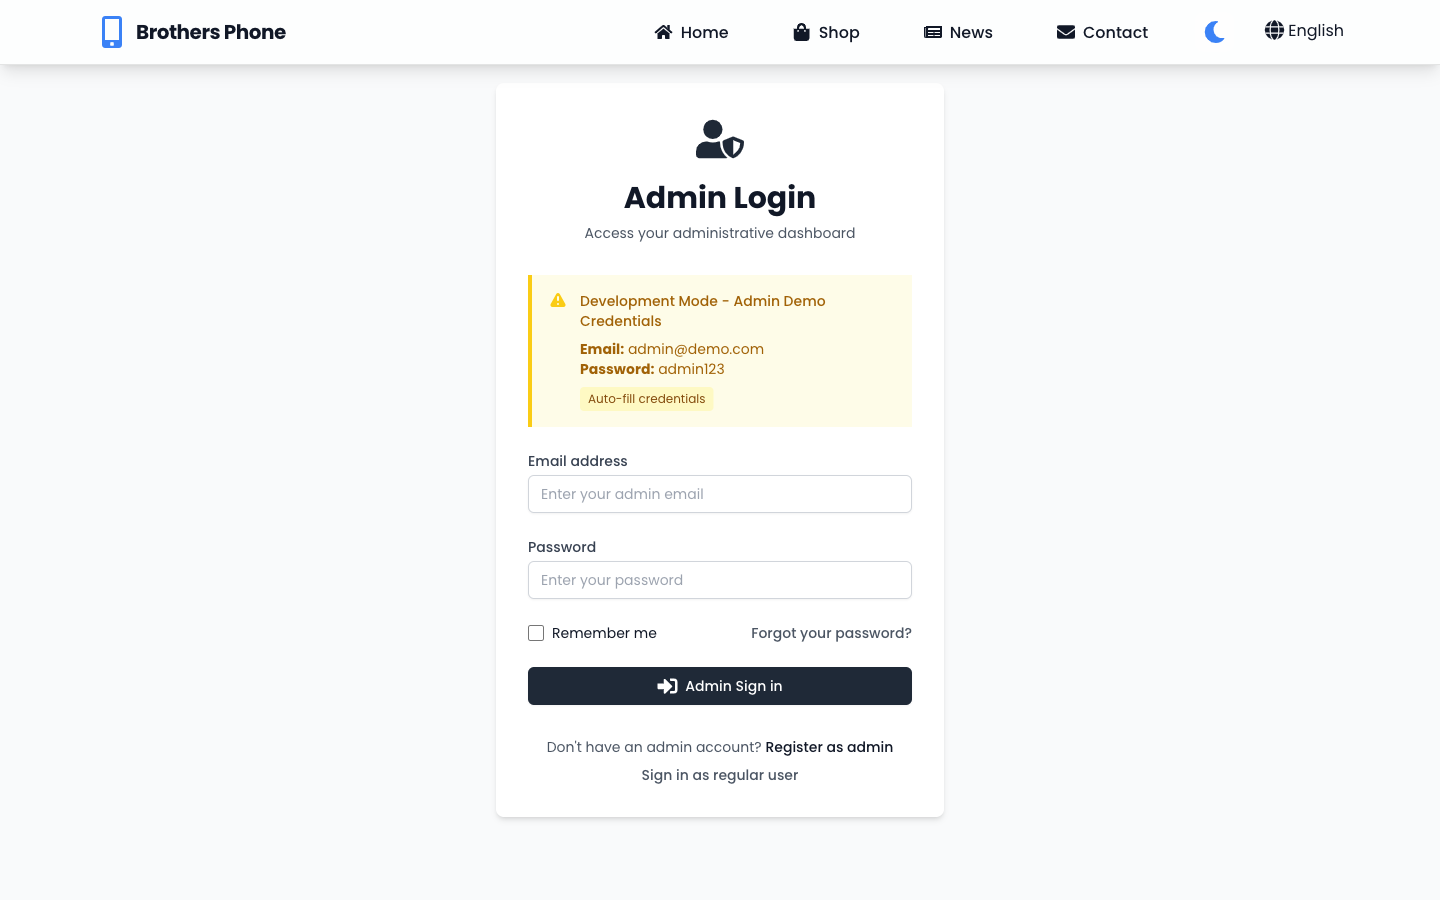 Brothers Phone
Home
Shop
News
Contact
English
Admin Login
Access your administrative dashboard
Development Mode - Admin Demo
Credentials
Email: admin@demo.com
Password: admin123
Auto-fill credentials
Email address
Enter your admin email
Password
Enter your password
Remember me
Forgot your password?
Admin Sign in
Don't have an admin account? Register as admin
Sign in as regular user